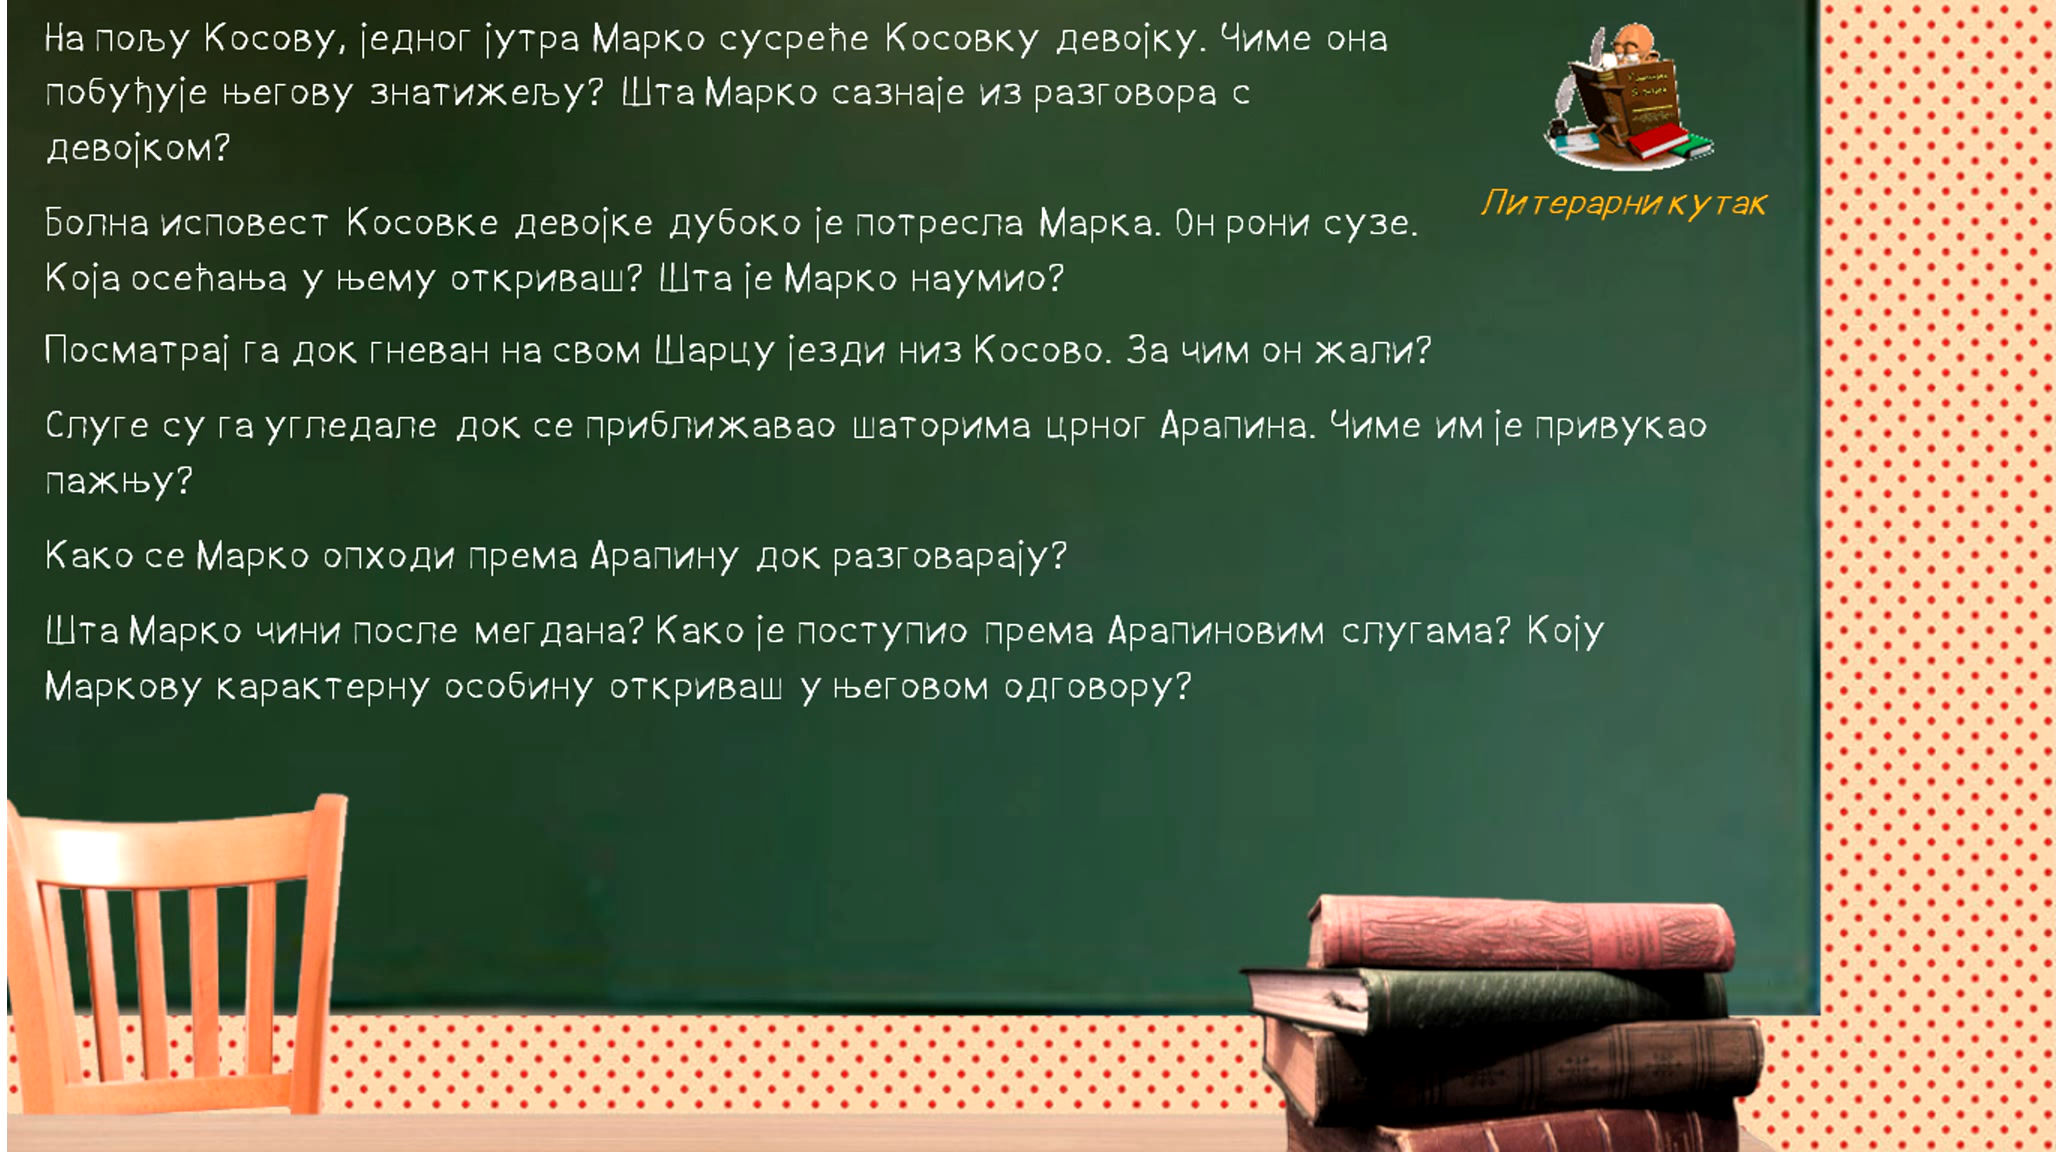 На пољу Косову, једног јутра Марко сусреће Косовку девојку. Чиме она
побуђује његову знатижељу? Шта Марко сазнаје из разговора с
девојком?
Болна исповест Косовке девојке дубоко је потресла Марка. Он рони сузе.
Која осећања у њему откриваш? Шта је Марко наумио?
Посматрај га док гневан на свом Шарцу језди низ Косово. За чим он жали?
Слуге су га угледале док се приближавао шаторима црног Арапина. Чиме им је привукао
пажњу?
Како се Марко опходи према Арапину док разговарају?
Шта Марко чини после мегдана? Како је поступио према Арапиновим слугама? Коју
Маркову карактерну особину откриваш у његовом одговору?
Литерарни кутак